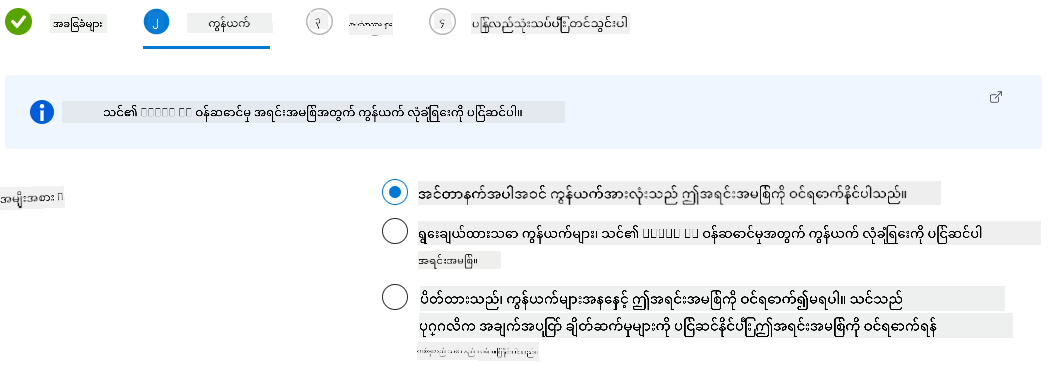 အခြေခံများ
၂ ကွန်ယက်
၃
၄ ပြန်လည်သုံးသပ်ပြီး တင်သွင်းပါ
သင်၏ ဝန်ဆောင်မှု အရင်းအမြစ်အတွက် ကွန်ယက် လုံခြုံရေးကို ပြင်ဆင်ပါ။
အမျိုးအစား
အင်တာနက်အပါအဝင် ကွန်ယက်အားလုံးသည် ဤအရင်းအမြစ်ကို ဝင်ရောက်နိုင်ပါသည်။
ရွေးချယ်ထားသော ကွန်ယက်များ၊ သင်၏ ဝန်ဆောင်မှုအတွက် ကွန်ယက် လုံခြုံရေးကို ပြင်ဆင်ပါ
အရင်းအမြစ်။
ပိတ်ထားသည်၊ ကွန်ယက်များအနေနှင့် ဤအရင်းအမြစ်ကို ဝင်ရောက်၍မရပါ။ သင်သည်
ပုဂ္ဂလိက အချက်အပြတ် ချိတ်ဆက်မှုများကို ပြင်ဆင်နိုင်ပြီး ဤအရင်းအမြစ်ကို ဝင်ရောက်ရန်